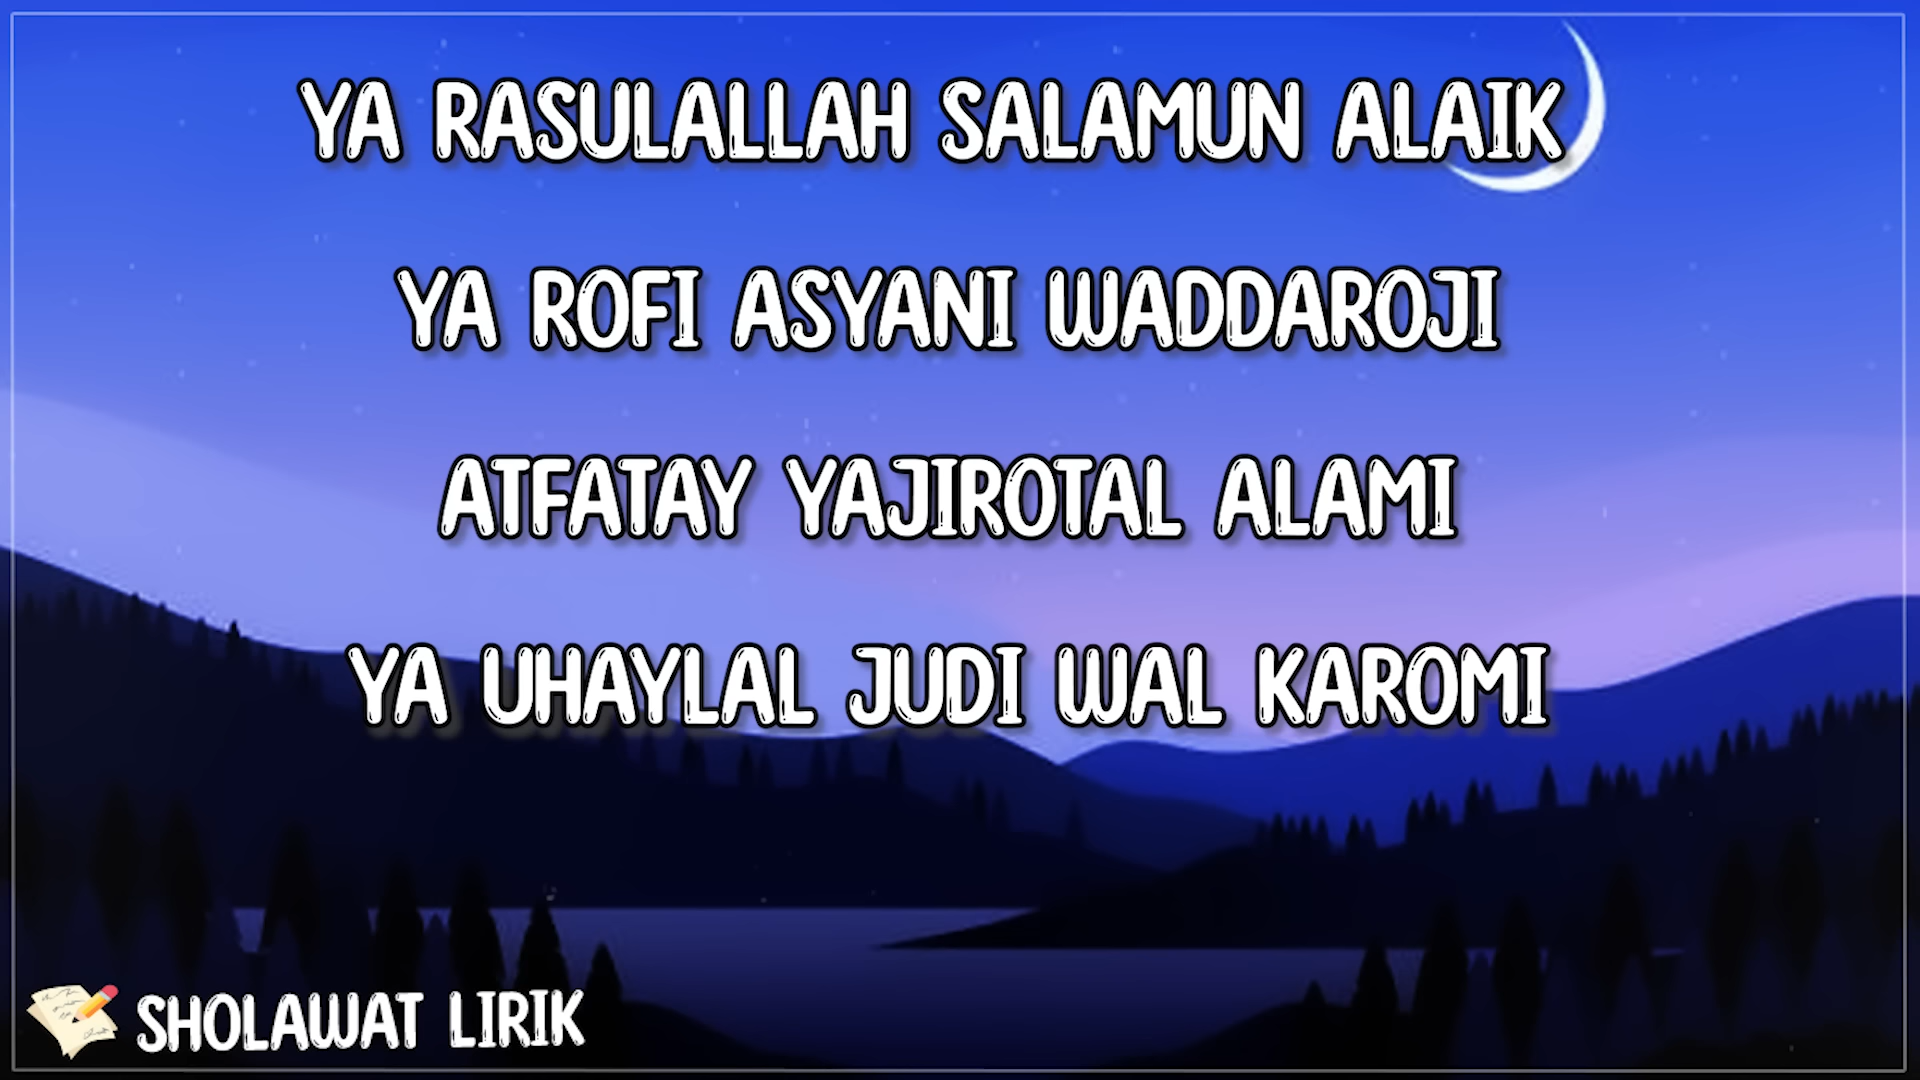 YA RASULALLAH SALAMUN ALAIK
YA ROFI ASYANI WADDAROJI
ATFATAY YAJIROTAL ALAMI
YA UHAYLAL JUDI WAL KAROMI
SHOLAWAT LIRIK